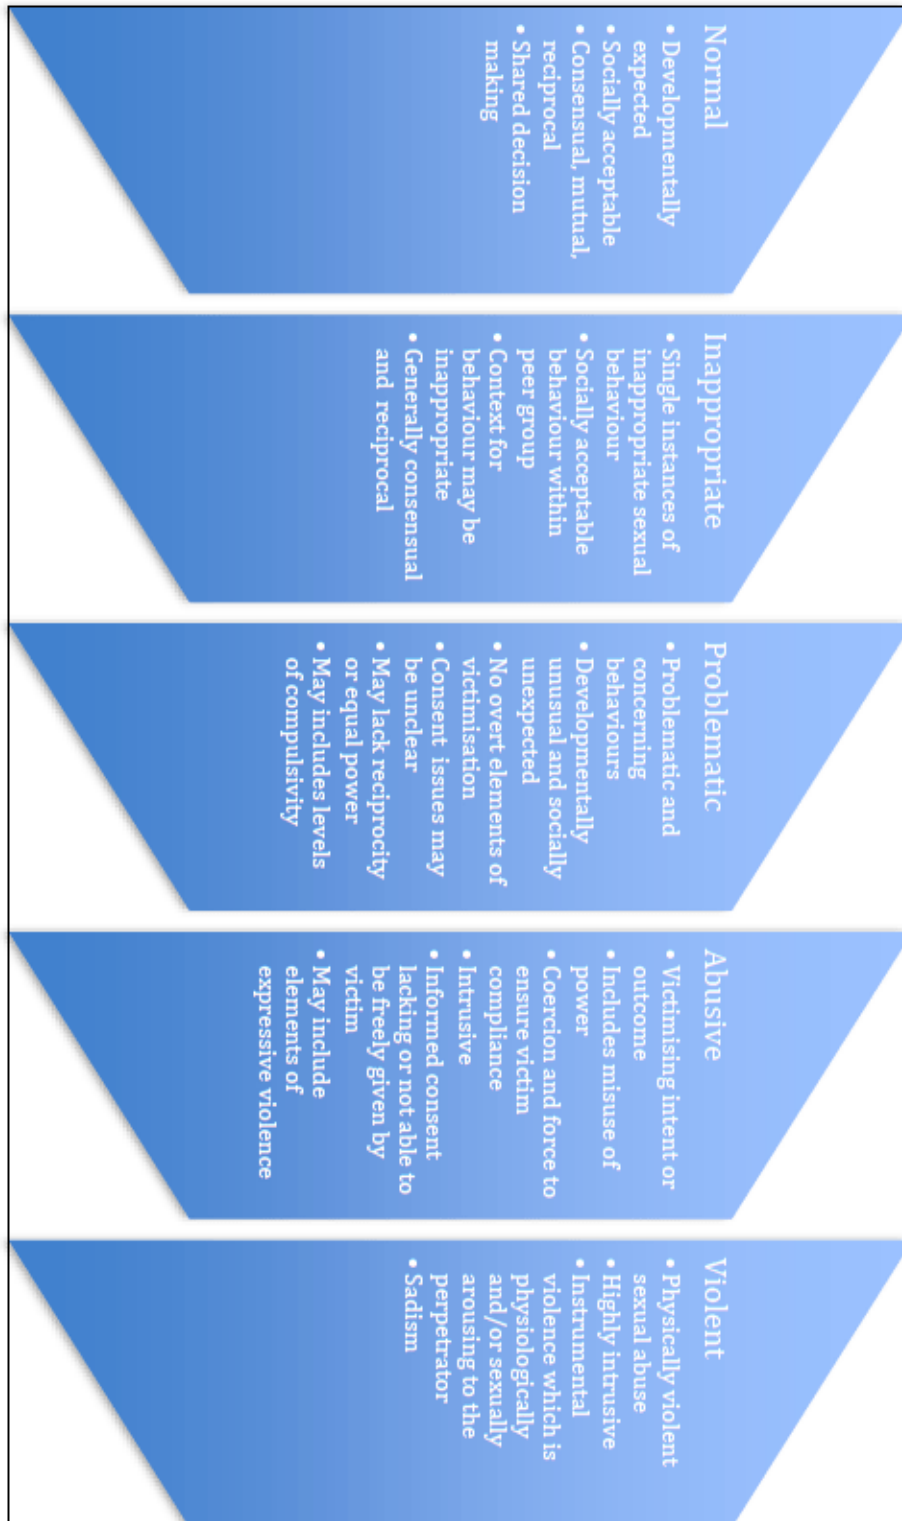 Normal
• Developmentally
expected
• Socially acceptable
• Consensual, mutual,
reciprocal
• Shared decision
making
Inappropriate
• Single instances of
inappropriate sexual
behaviour
• Socially acceptable
behaviour within
peer group
• Context for
behaviour may be
inappropriate
• Generally consensual
and reciprocal
Problematic
• Problematic and
concerning
behaviours
• Developmentally
unusual and socially
unexpected
• No overt elements of
victimisation
• Consent issues may
be unclear
• May lack reciprocity
or equal power
• May includes levels
of compulsivity
Abusive
• Victimising intent or
outcome
• Includes misuse of
power
• Coercion and force to
ensure victim
compliance
• Intrusive
• Informed consent
lacking or not able to
be freely given by
victim
• May include
elements of
expressive violence
Violent
• Physically violent
sexual abuse
• Highly intrusive
• Instrumental
violence which is
physiologically
and/or sexually
arousing to the
perpetrator
• Sadism